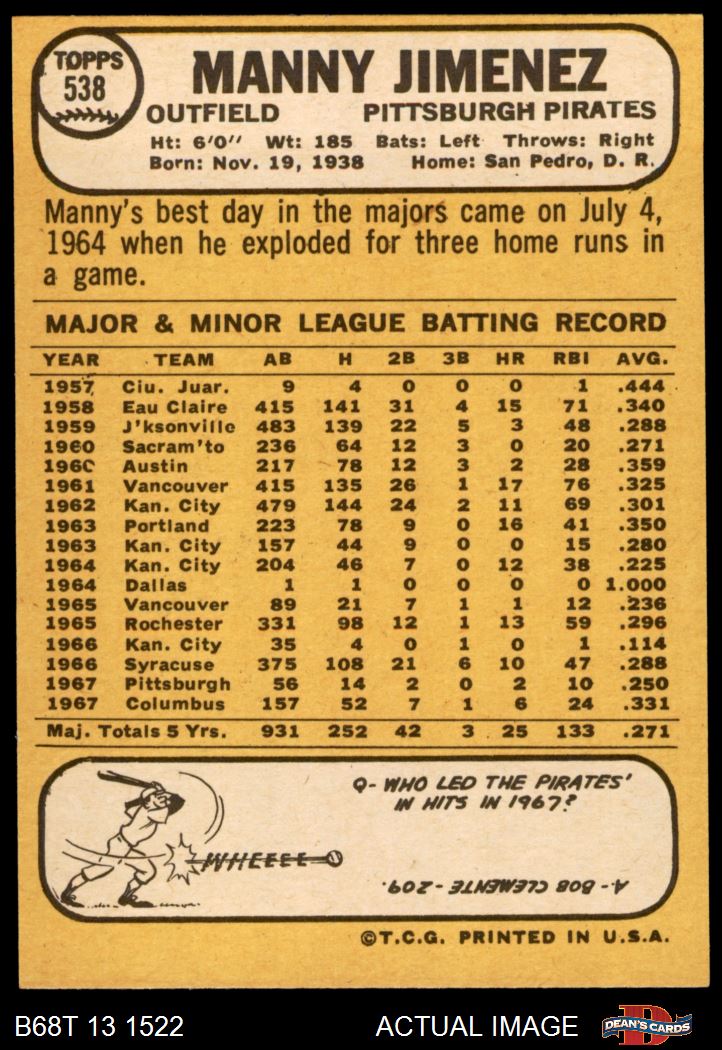 TOPPS
538
MANNY JIMENEZ
OUTFIELD PITTSBURGH PIRATES
Ht: 6'0" Wt: 185 Bats: Left Throws: Right
Born: Nov. 19, 1938 Home: San Pedro, D. R.
Manny's best day in the majors came on July 4,
1964 when he exploded for three home runs in
a game.
MAJOR & MINOR LEAGUE BATTING RECORD
YEAR TEAM AB H 2B 3B HR RBI AVG.
1957 Ciu. Juar. 9 4 0 0 0 1 .444
1958 Eau Claire 415 141 31 4 15 71 .340
1959 J'ksonville 483 139 22 5 3 48 .288
1960 Sacram'to 236 64 12 3 0 20 .271
1960 Austin 217 78 12 3 2 28 .359
1961 Vancouver 415 135 26 1 17 76 .325
1962 Kan. City 479 144 24 2 11 69 .301
1963 Portland 223 78 9 0 16 41 .350
1963 Kan. City 157 44 9 0 0 15 .280
1964 Kan. City 204 46 7 0 12 38 .225
1964 Dallas 1 1 0 0 0 0 1.000
1965 Vancouver 89 21 7 1 1 12 .236
1965 Rochester 331 98 12 1 13 59 .296
1966 Kan. City 35 4 0 1 0 1 .114
1966 Syracuse 375 108 21 6 10 47 .288
1967 Pittsburgh 56 14 2 0 2 10 .250
1967 Columbus 157 52 7 1 6 24 .331
Maj. Totals 5 Yrs. 931 252 42 3 25 133 .271
Q- WHO LED THE PIRATES'
IN HITS IN 1967?
WHEEEE
A- BOB CLEMENTE - 209.
©T.C.G. PRINTED IN U.S.A.
B68T 13 1522 ACTUAL IMAGE
D
DEAN'S CARDS